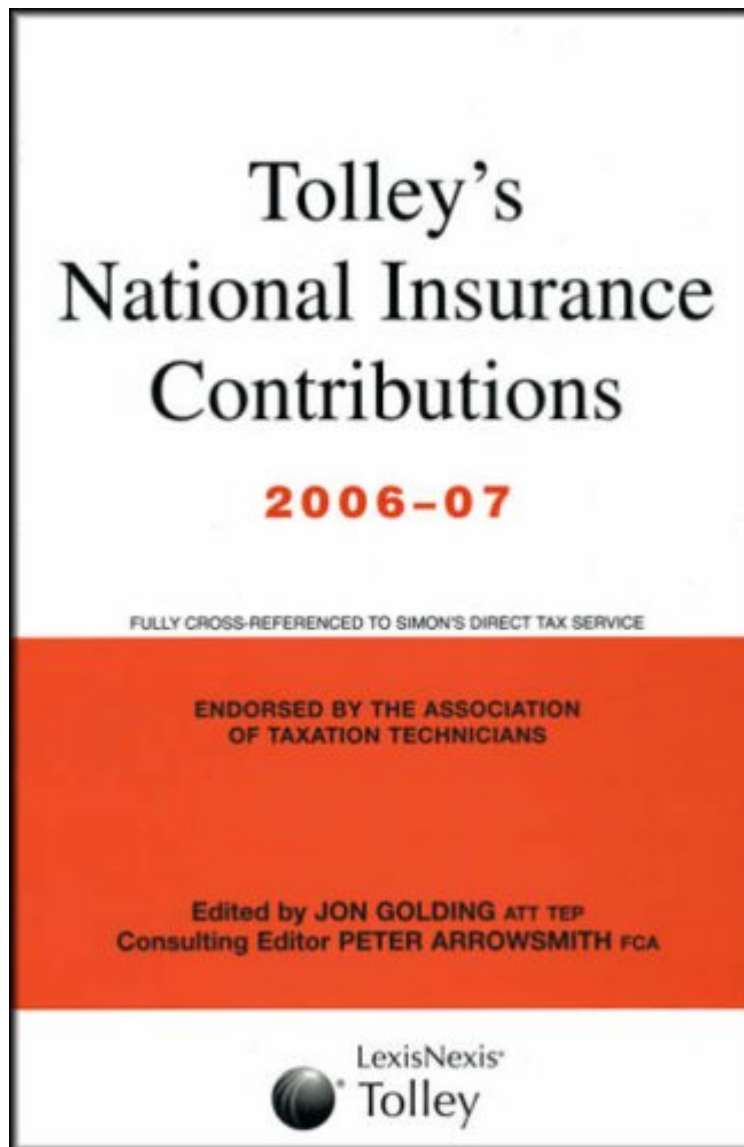 Tolley's
National Insurance
Contributions
2006–07
FULLY CROSS-REFERENCED TO SIMON'S DIRECT TAX SERVICE
ENDORSED BY THE ASSOCIATION
OF TAXATION TECHNICIANS
Edited by JON GOLDING ATT TEP
Consulting Editor PETER ARROWSMITH FCA
LexisNexis®
Tolley